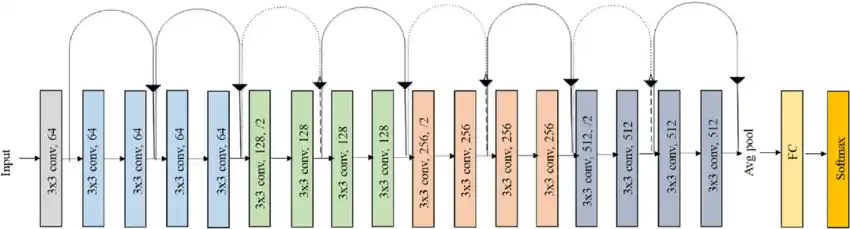 Input
3x3 conv, 64
3x3 conv, 64
3x3 conv, 64
3x3 conv, 64
3x3 conv, 64
3x3 conv, 128, /2
3x3 conv, 128
3x3 conv, 128
3x3 conv, 128
3x3 conv, 256, /2
3x3 conv, 256
3x3 conv, 256
3x3 conv, 256
3x3 conv, 512, /2
3x3 conv, 512
3x3 conv, 512
3x3 conv, 512
Avg pool
FC
Softmax